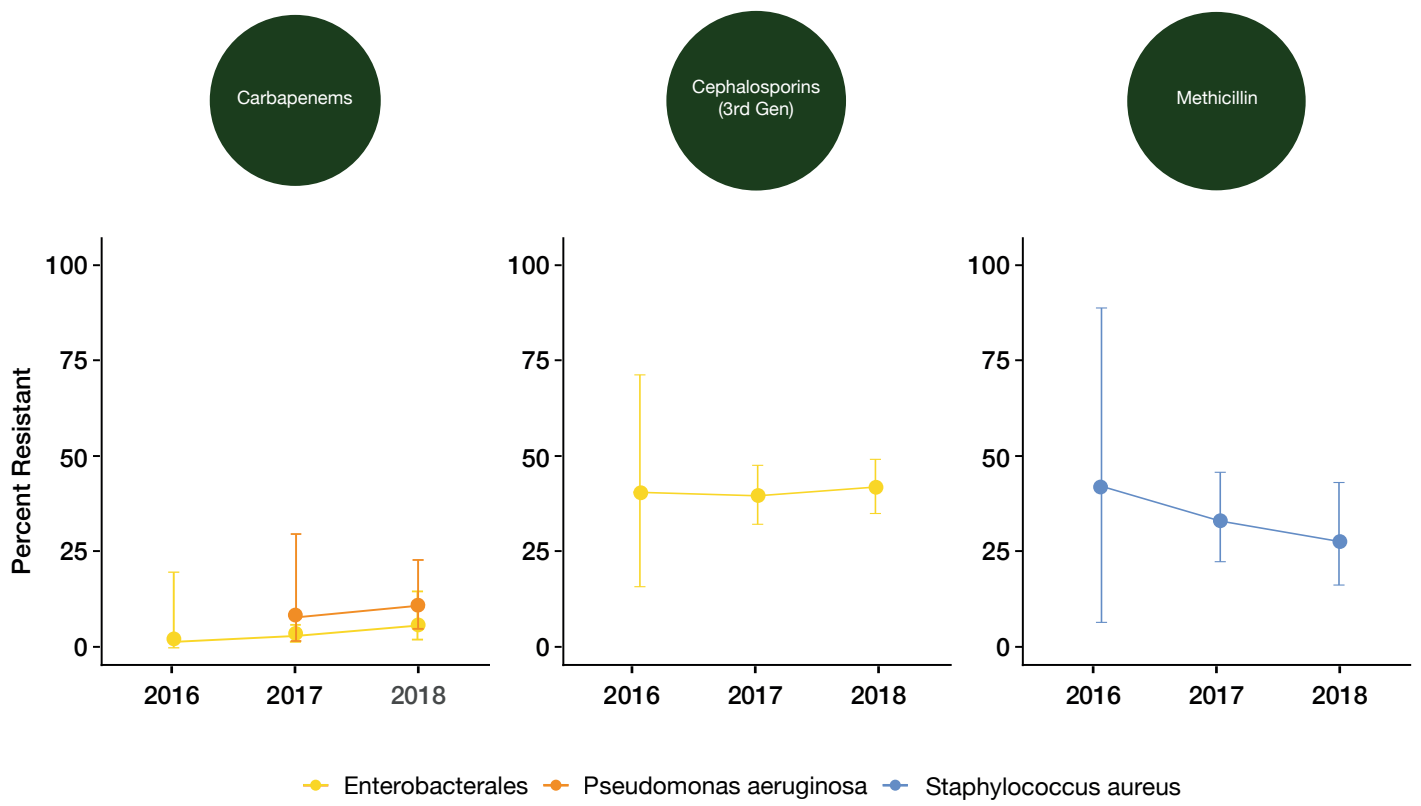 Carbapenems
Cephalosporins
(3rd Gen)
Methicillin
Percent Resistant
100
75
50
25
0
2016 2017 2018
100
75
50
25
0
2016 2017 2018
100
75
50
25
0
2016 2017 2018
Enterobacterales Pseudomonas aeruginosa Staphylococcus aureus